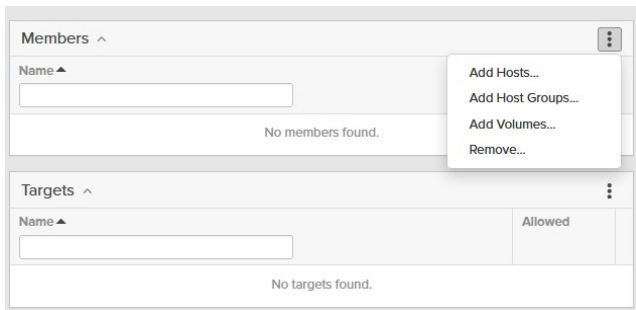 Members
Name
Add Hosts...
Add Host Groups...
Add Volumes...
Remove...
No members found.
Targets
Name
Allowed
No targets found.